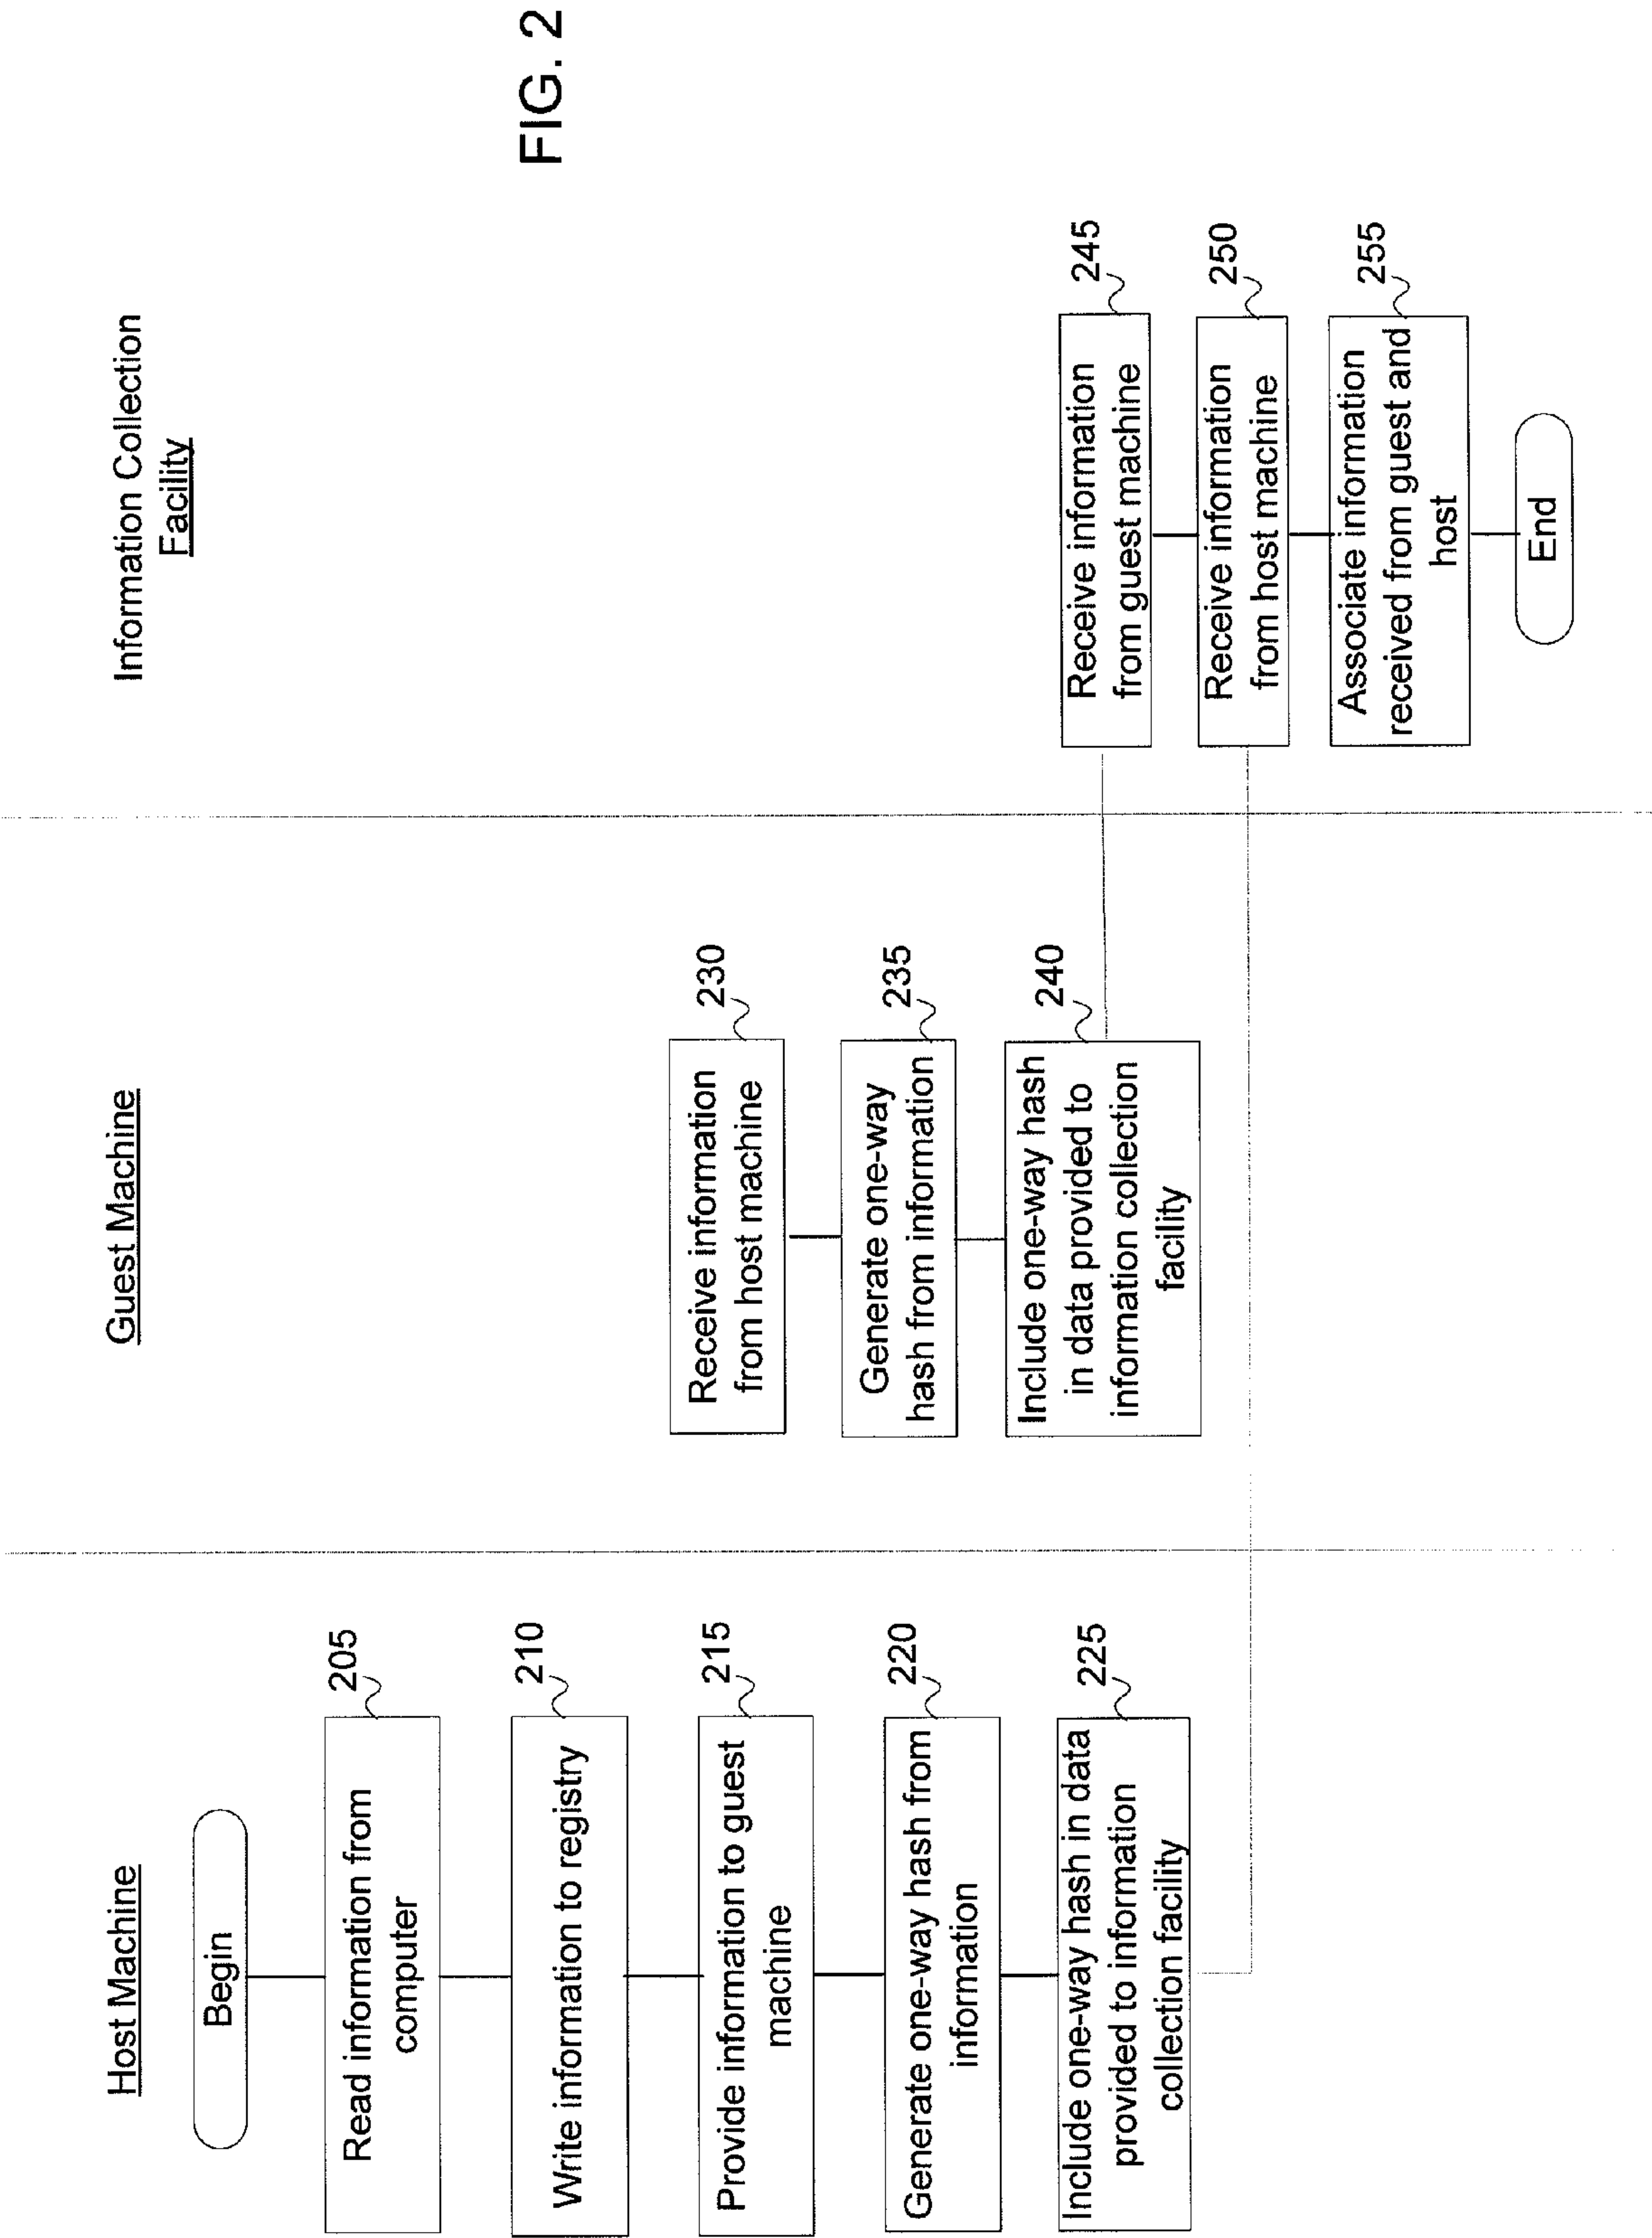 Host Machine
Begin
Read information from
computer
205
Write information to registry
210
Provide information to guest
machine
215
Generate one-way hash from
information
220
Include one-way hash in data
provided to information
collection facility
225
Guest Machine
Receive information
from host machine
230
Generate one-way
hash from information
235
Include one-way hash
in data provided to
information collection
facility
240
Information Collection
Facility
Receive information
from guest machine
245
Receive information
from host machine
250
Associate information
received from guest and
host
255
End
FIG. 2